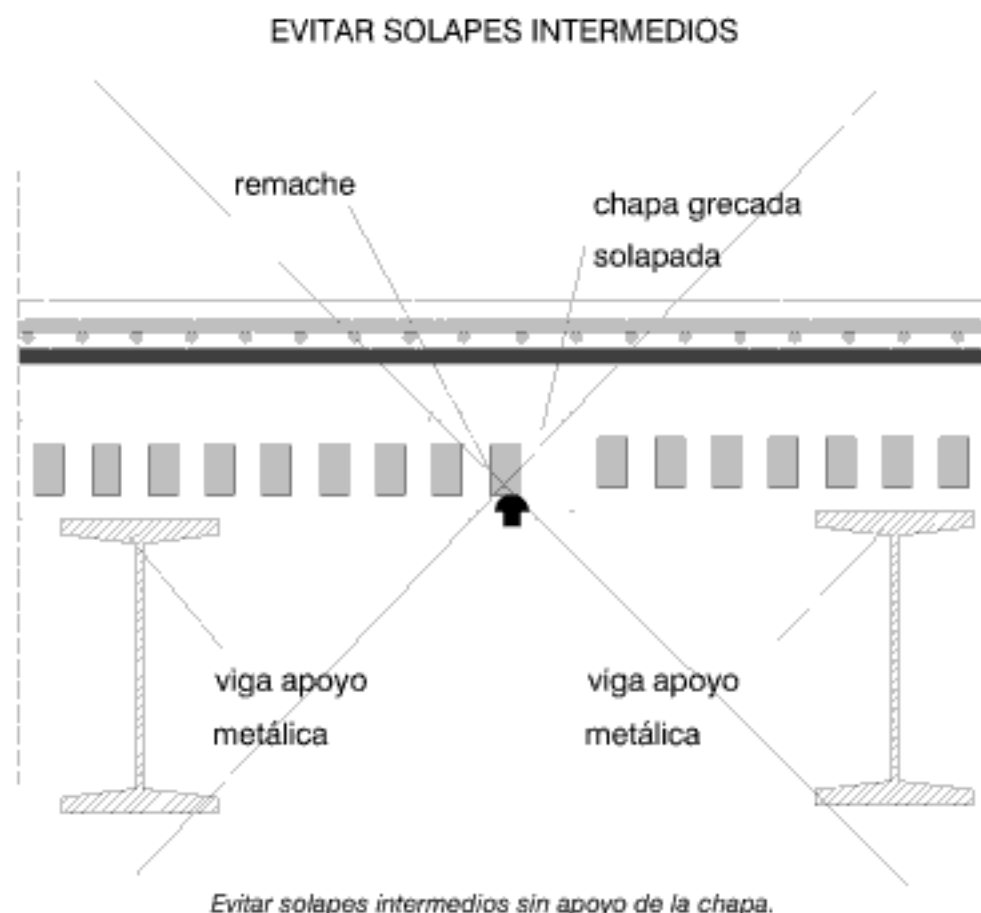 EVITAR SOLAPES INTERMEDIOS
remache
chapa grecada
solapada
viga apoyo
metálica
viga apoyo
metálica
Evitar solapes intermedios sin apoyo de la chapa.